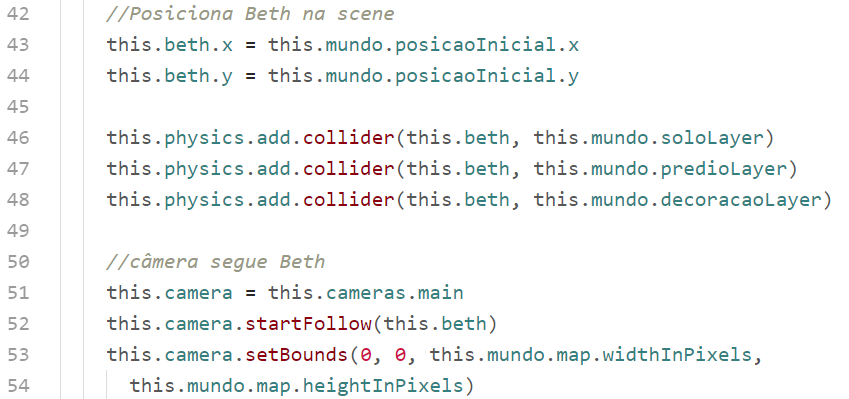 42 //Posiciona Beth na scene
43 this.beth.x = this.mundo.posicaoInicial.x
44 this.beth.y = this.mundo.posicaoInicial.y
45
46 this.physics.add.collider(this.beth, this.mundo.soloLayer)
47 this.physics.add.collider(this.beth, this.mundo.predioLayer)
48 this.physics.add.collider(this.beth, this.mundo.decoracaoLayer)
49
50 //câmera segue Beth
51 this.camera = this.cameras.main
52 this.camera.startFollow(this.beth)
53 this.camera.setBounds(0, 0, this.mundo.map.widthInPixels,
54 this.mundo.map.heightInPixels)